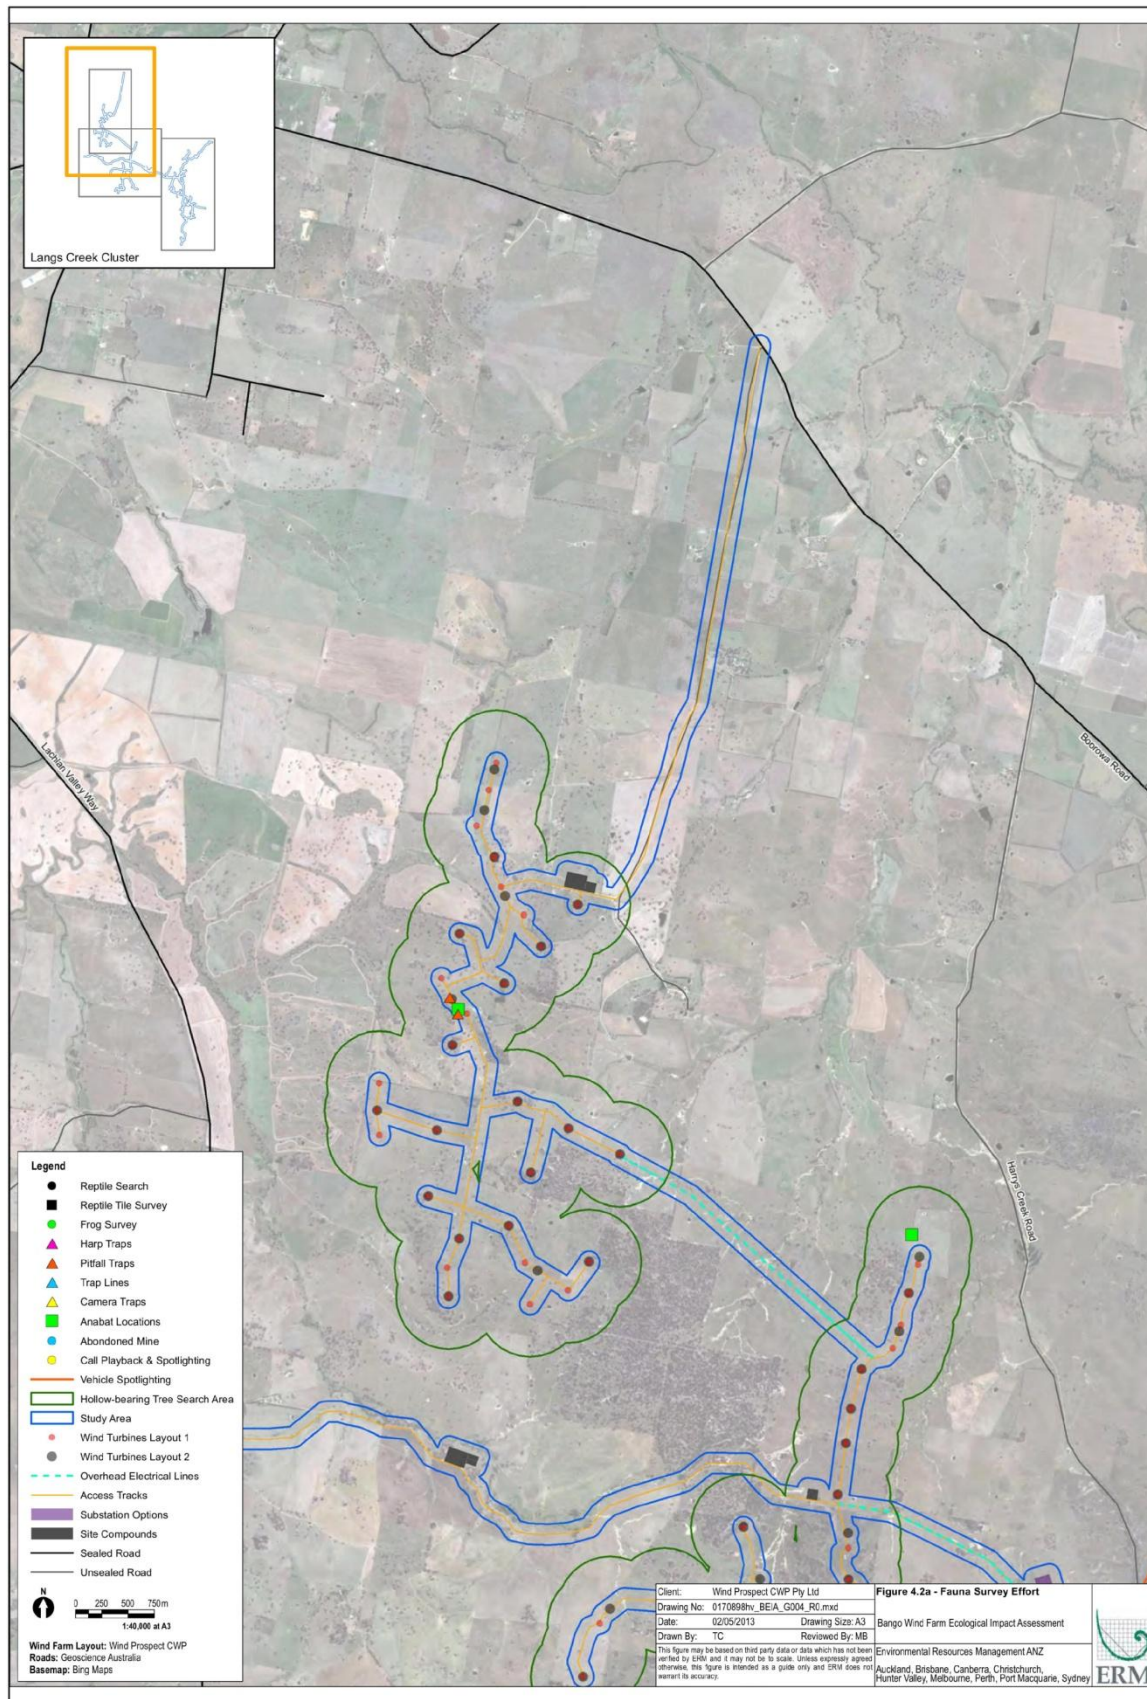 Langs Creek Cluster
Lachlan Valley Way
Boorowa Road
Harrys Creek Road
Legend
Reptile Search
Reptile Tile Survey
Frog Survey
Harp Traps
Pitfall Traps
Trap Lines
Camera Traps
Anabat Locations
Abondoned Mine
Call Playback & Spotlighting
Vehicle Spotlighting
Hollow-bearing Tree Search Area
Study Area
Wind Turbines Layout 1
Wind Turbines Layout 2
Overhead Electrical Lines
Access Tracks
Substation Options
Site Compounds
Sealed Road
Unsealed Road
N
0 250 500 750m
1:40,000 at A3
Wind Farm Layout: Wind Prospect CWP
Roads: Geoscience Australia
Basemap: Bing Maps
Client: Wind Prospect CWP Pty Ltd
Drawing No: 0170898hv_BEIA_G004_R0.mxd
Date: 02/05/2013 Drawing Size: A3
Drawn By: TC Reviewed By: MB
This figure may be based on third party data or data which has not been
verified by ERM and it may not be to scale. Unless expressly agreed
otherwise, this figure is intended as a guide only and ERM does not
warrant its accuracy.
Figure 4.2a - Fauna Survey Effort
Bango Wind Farm Ecological Impact Assessment
Environmental Resources Management ANZ
Auckland, Brisbane, Canberra, Christchurch,
Hunter Valley, Melbourne, Perth, Port Macquarie, Sydney
ERM